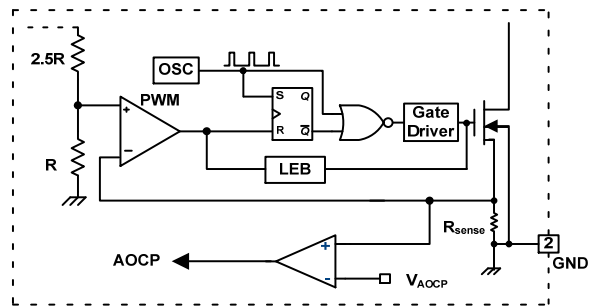 2.5R
R
+
−
PWM
OSC
S
Q
R
Q̅
LEB
Gate
Driver
Rsense
2
GND
AOCP
+
-
VAOCP